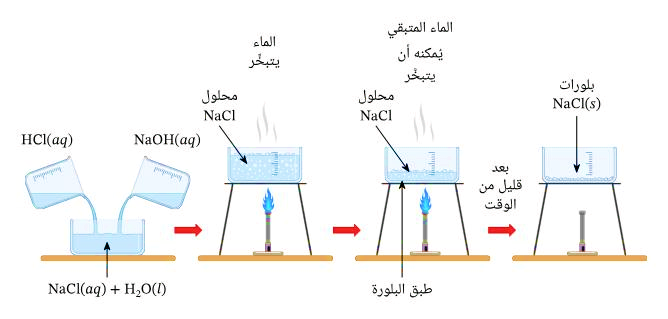 HCl(aq)
NaOH(aq)
NaCl(aq) + H₂O(l)
الماء
يتبخَّر
محلول
NaCl
الماء المتبقي
يُمكنه أن
يتبخَّر
محلول
NaCl
طبق البلورة
بعد
قليل من
الوقت
بلورات
NaCl(s)